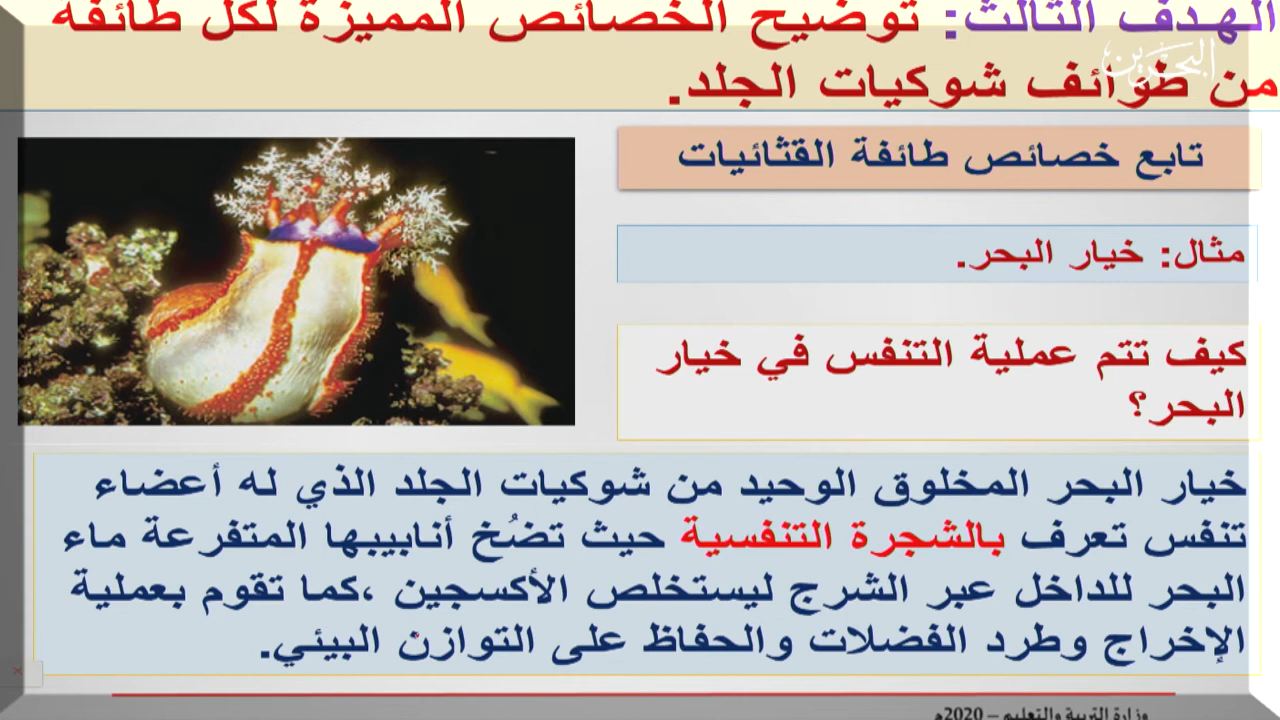 الهدف الثالث: توضيح الخصائص المميزة لكل طائفة
من طوائف شوكيات الجلد.
البحرين
تابع خصائص طائفة القثائيات
مثال: خيار البحر.
كيف تتم عملية التنفس في خيار
البحر؟
خيار البحر المخلوق الوحيد من شوكيات الجلد الذي له أعضاء
تنفس تعرف بالشجرة التنفسية حيث تضُخ أنابيبها المتفرعة ماء
البحر للداخل عبر الشرج ليستخلص الأكسجين ،كما تقوم بعملية
الإخراج وطرد الفضلات والحفاظ على التوازن البيئي.
وزارة التربية والتعليم – 2020م